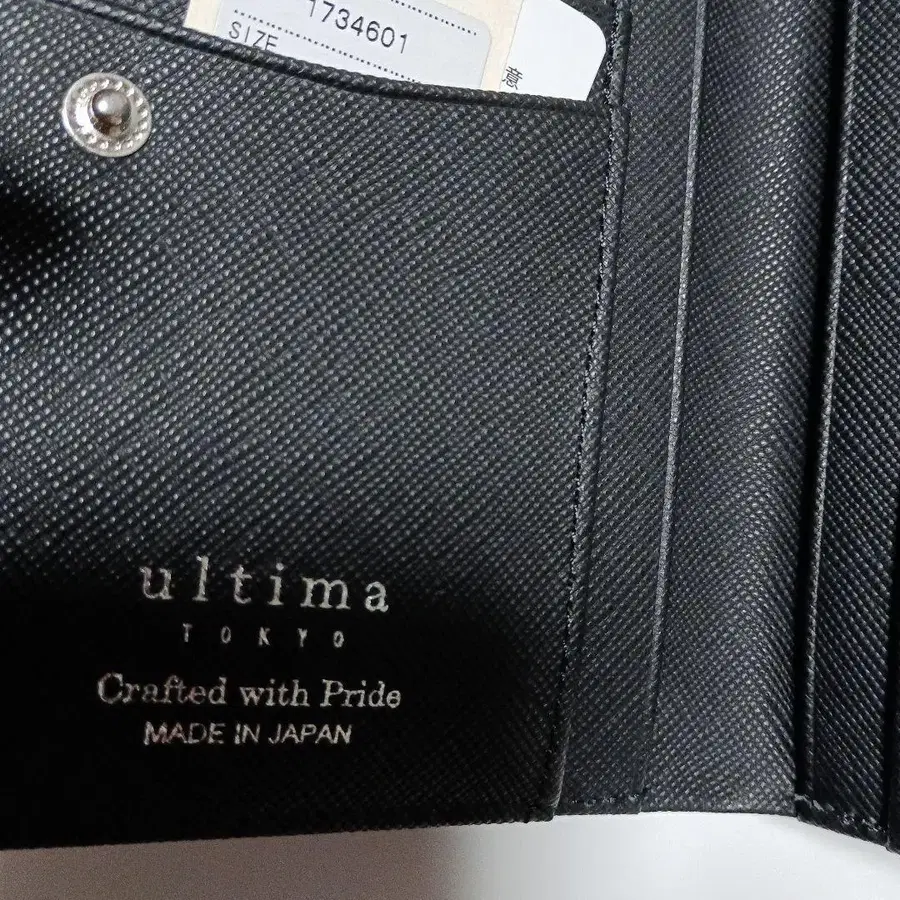 1734601
SIZE
ultima
TOKYO
Crafted with Pride
MADE IN JAPAN